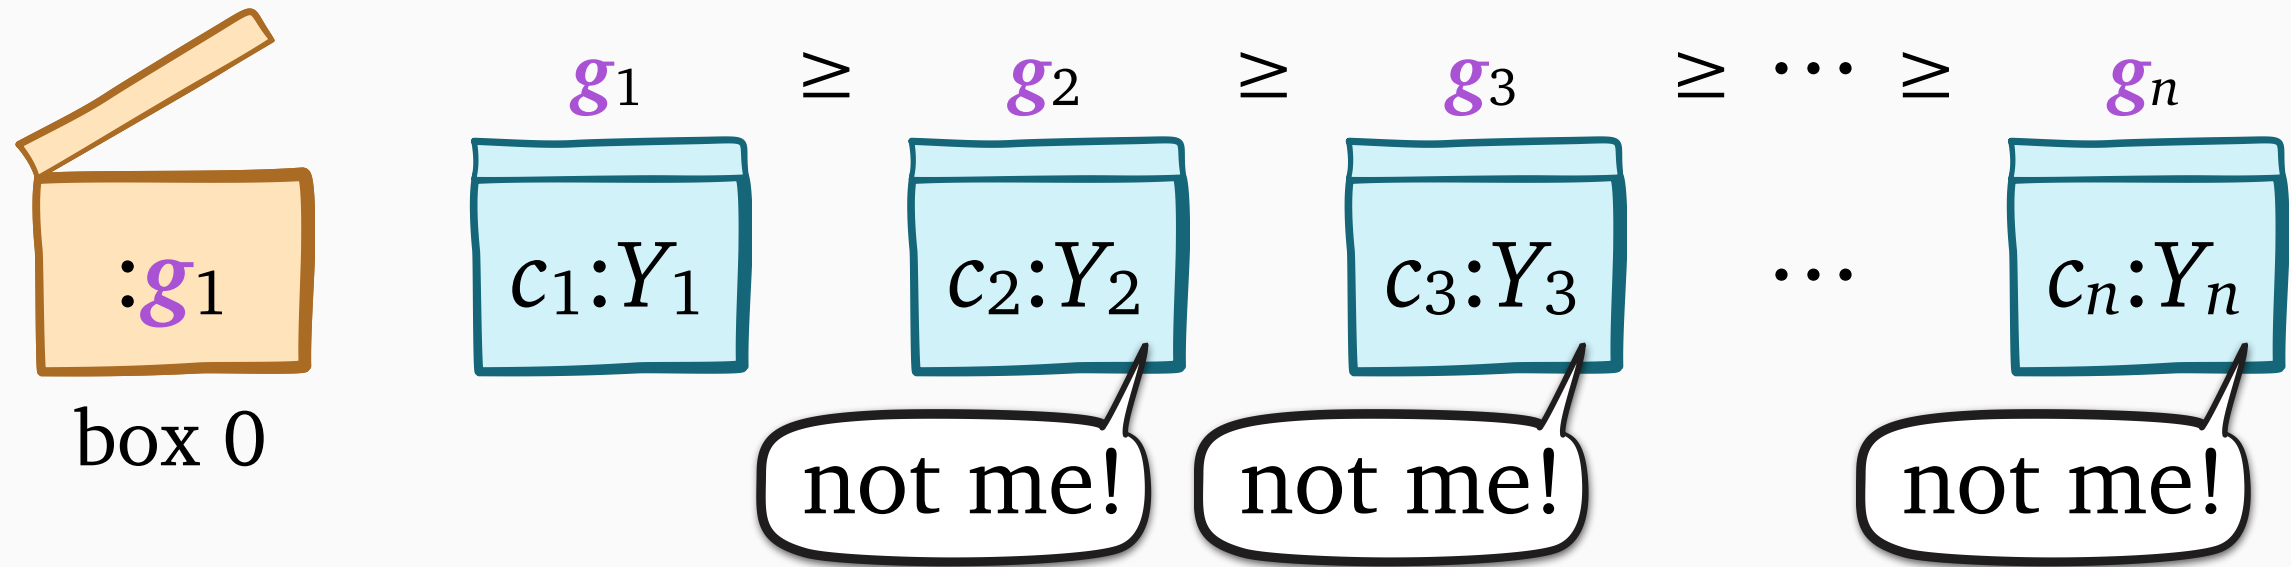 g₁ ≥ g₂ ≥ g₃ ≥ ⋯ ≥ gₙ
:g₁ c₁:Y₁ c₂:Y₂ c₃:Y₃ ⋯ cₙ:Yₙ
box 0
not me! not me! not me!